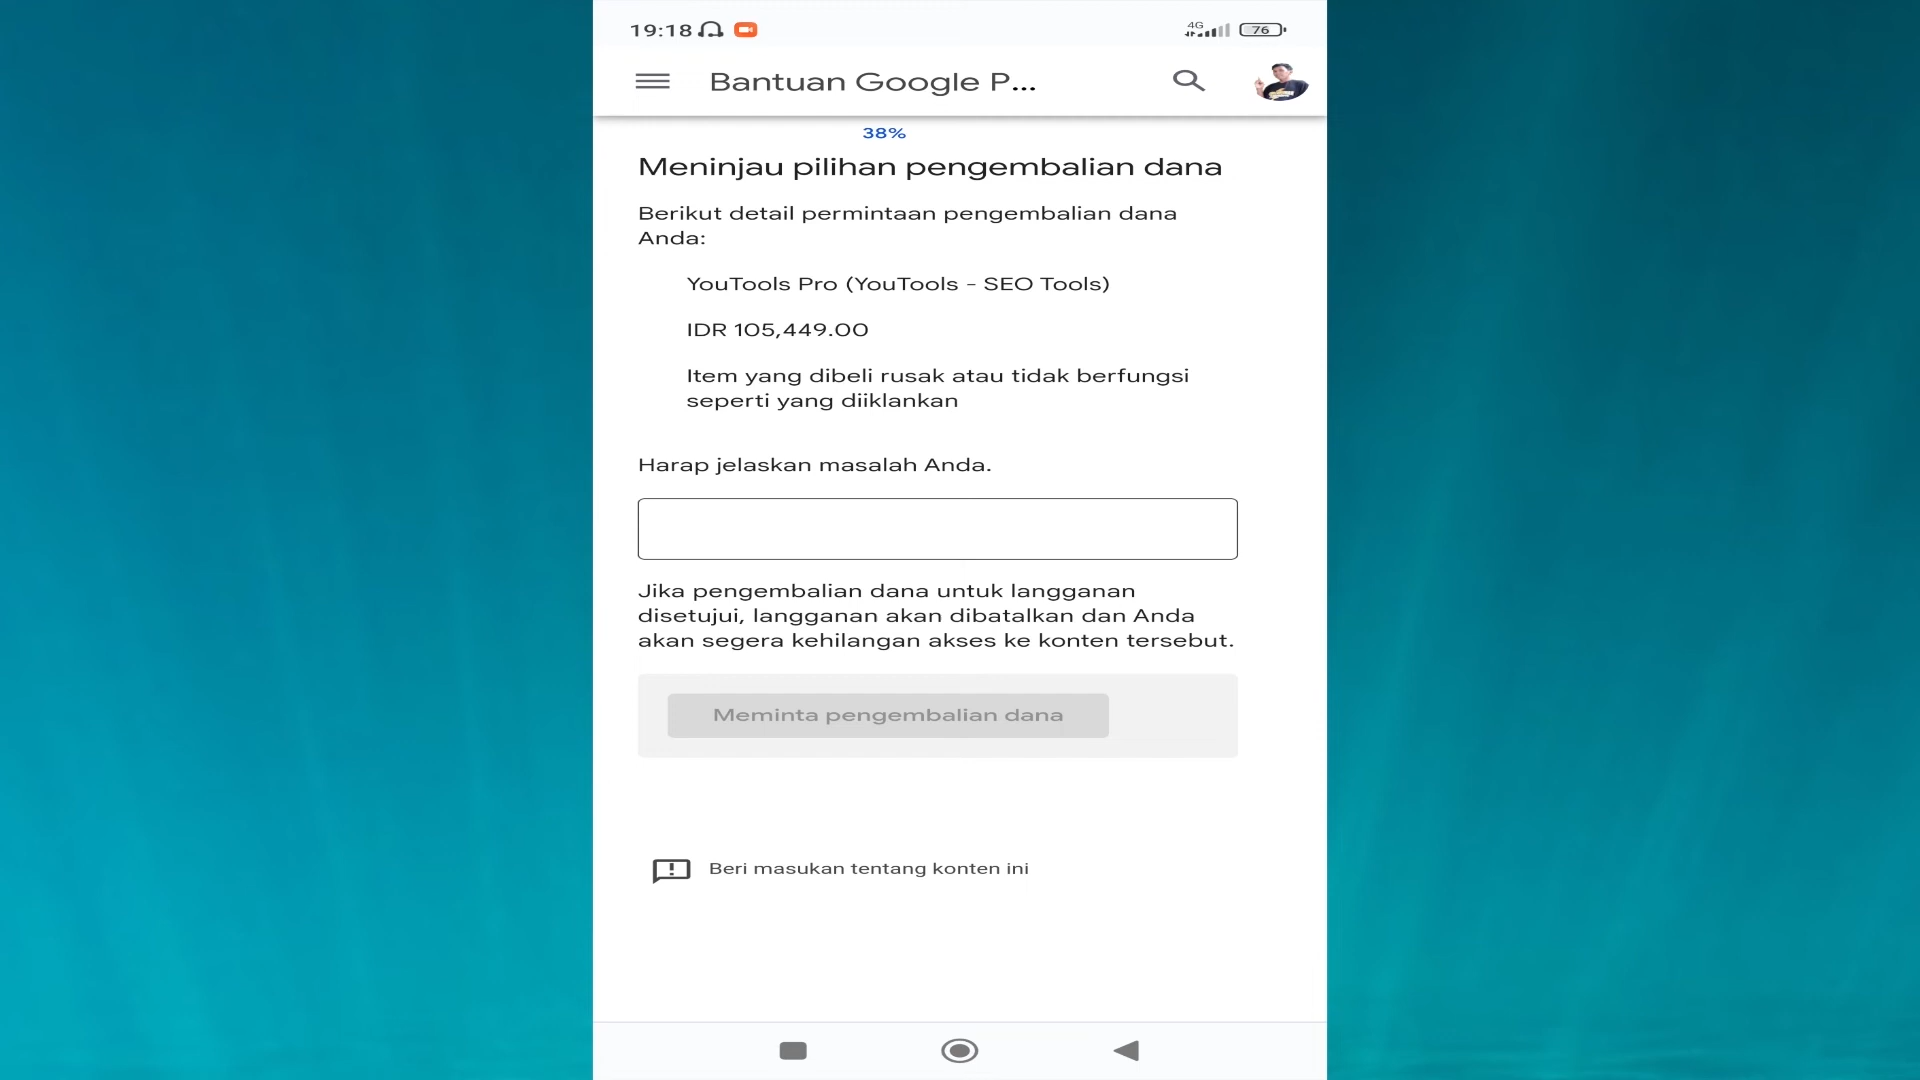 19:18 4G 76
Bantuan Google P...
38%
Meninjau pilihan pengembalian dana
Berikut detail permintaan pengembalian dana
Anda:
YouTools Pro (YouTools - SEO Tools)
IDR 105,449.00
Item yang dibeli rusak atau tidak berfungsi
seperti yang diiklankan
Harap jelaskan masalah Anda.
Jika pengembalian dana untuk langganan
disetujui, langganan akan dibatalkan dan Anda
akan segera kehilangan akses ke konten tersebut.
Meminta pengembalian dana
Beri masukan tentang konten ini